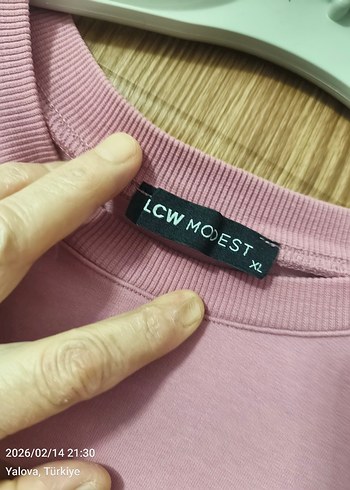 LCW MODEST
XL
2026/02/14 21:30
Yalova, Türkiye